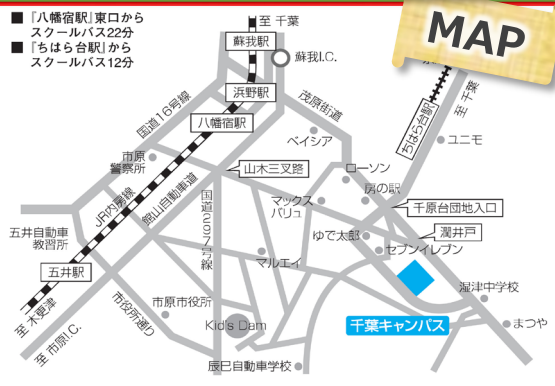 ■ 『八幡宿駅』東口から
スクールバス22分
■ 『ちはら台駅』から
スクールバス12分
至 千葉
MAP
蘇我駅
蘇我I.C.
浜野駅
国道16号線
茂原街道
至 千葉
八幡宿駅
ベイシア
ちはら台駅
ユニモ
市原
警察所
山木三叉路
ローソン
房の駅
JR内房線
館山自動車道
国道297号線
マックス
バリュ
千原台団地入口
五井自動車
教習所
ゆで太郎
潤井戸
セブンイレブン
五井駅
マルエイ
湿津中学校
市原市役所
至 木更津
市役所通り
Kid's Dam
千葉キャンパス
まつや
至 市原I.C.
辰巳自動車学校